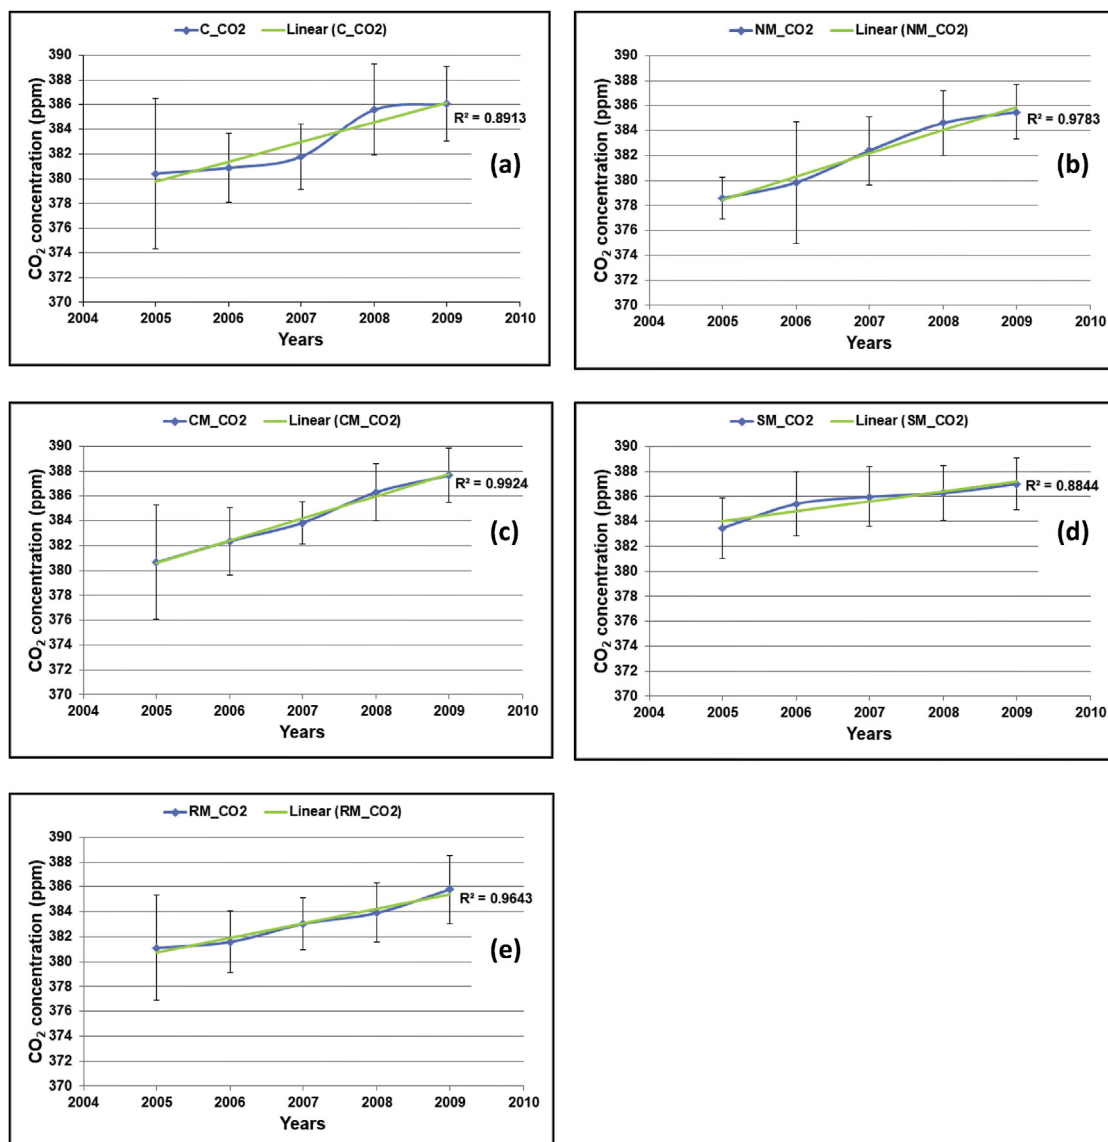 C_CO2 Linear (C_CO2)
390
388
386
384
382
380
378
376
374
372
370
CO₂ concentration (ppm)
R² = 0.8913
(a)
2004 2005 2006 2007 2008 2009 2010
Years
NM_CO2 Linear (NM_CO2)
390
388
386
384
382
380
378
376
374
372
370
CO₂ concentration (ppm)
R² = 0.9783
(b)
2004 2005 2006 2007 2008 2009 2010
Years
CM_CO2 Linear (CM_CO2)
390
388
386
384
382
380
378
376
374
372
370
CO₂ concentration (ppm)
R² = 0.9924
(c)
2004 2005 2006 2007 2008 2009 2010
Years
SM_CO2 Linear (SM_CO2)
390
388
386
384
382
380
378
376
374
372
370
CO₂ concentration (ppm)
R² = 0.8844
(d)
2004 2005 2006 2007 2008 2009 2010
Years
RM_CO2 Linear (RM_CO2)
390
388
386
384
382
380
378
376
374
372
370
CO₂ concentration (ppm)
R² = 0.9643
(e)
2004 2005 2006 2007 2008 2009 2010
Years